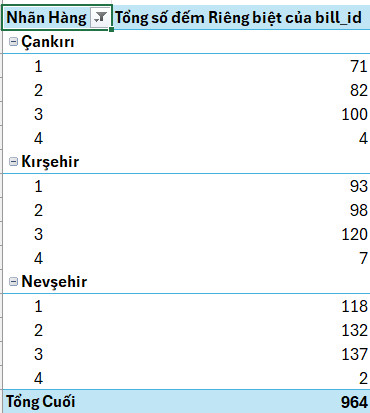 Nhãn Hàng Tổng số đếm Riêng biệt của bill_id
Çankırı
1 71
2 82
3 100
4 4
Kırşehir
1 93
2 98
3 120
4 7
Nevşehir
1 118
2 132
3 137
4 2
Tổng Cuối 964